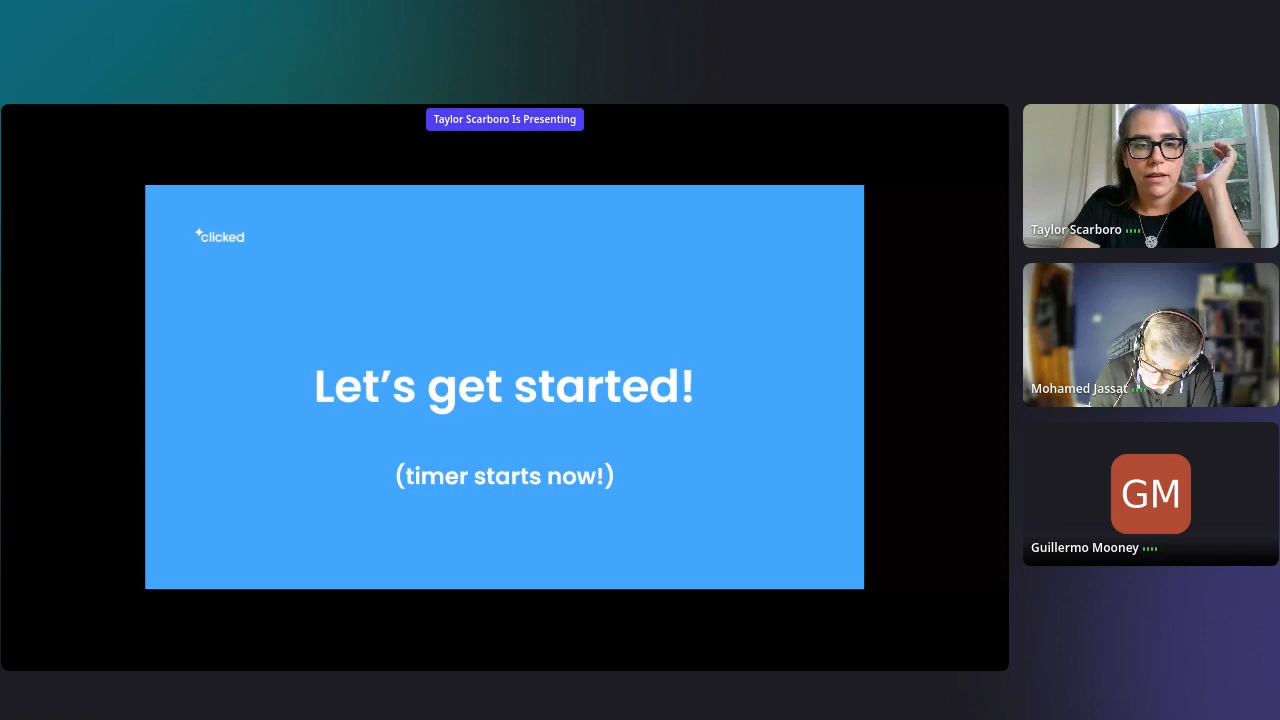 Taylor Scarboro Is Presenting
clicked
Let's get started!
(timer starts now!)
Taylor Scarboro
Mohamed Jassat
GM
Guillermo Mooney